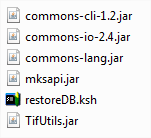 commons-cli-1.2.jar
commons-io-2.4.jar
commons-lang.jar
mksapi.jar
restoreDB.ksh
TifUtils.jar